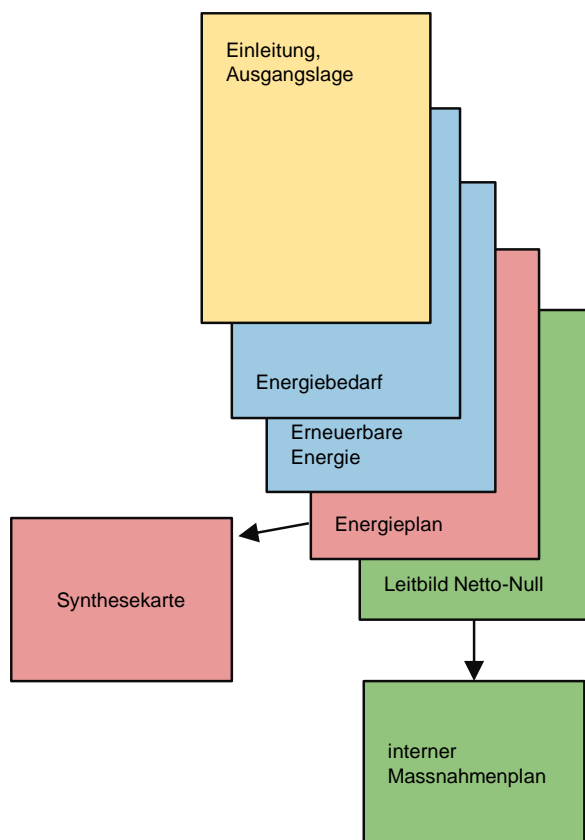 Einleitung,
Ausgangslage
Energiebedarf
Erneuerbare
Energie
Energieplan
Leitbild Netto-Null
Synthesekarte
interner
Massnahmenplan